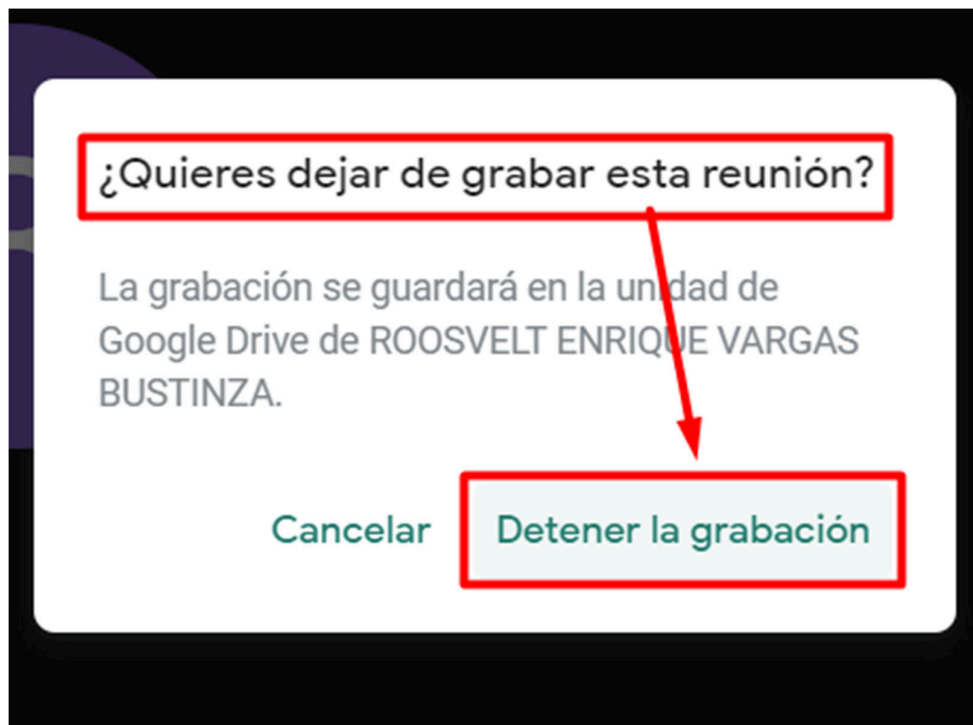 ¿Quieres dejar de grabar esta reunión?
La grabación se guardará en la unidad de
Google Drive de ROOSVELT ENRIQUE VARGAS
BUSTINZA.
Cancelar Detener la grabación